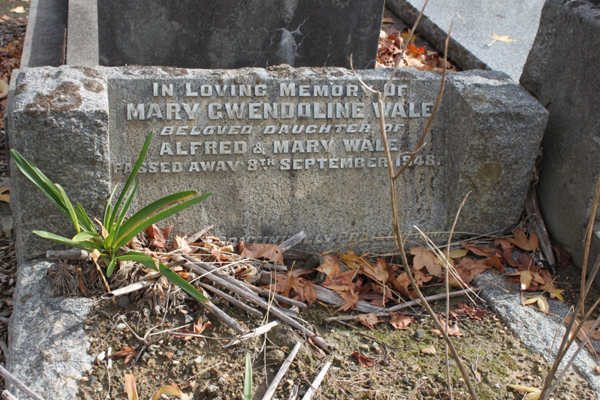 IN LOVING MEMORY OF
MARY GWENDOLINE WALE
BELOVED DAUGHTER OF
ALFRED & MARY WALE
PASSED AWAY 8TH SEPTEMBER 1948.